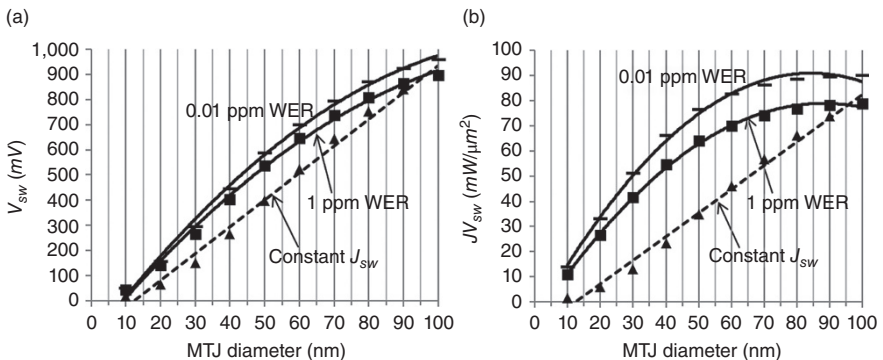 (a)
1,000
900
800
700
600
500
400
300
200
100
0
V_sw (mV)
0.01 ppm WER
1 ppm WER
Constant J_sw
0 10 20 30 40 50 60 70 80 90 100
MTJ diameter (nm)
(b)
100
90
80
70
60
50
40
30
20
10
0
JV_sw (mW/μm²)
0.01 ppm WER
1 ppm WER
Constant J_sw
0 10 20 30 40 50 60 70 80 90 100
MTJ diameter (nm)